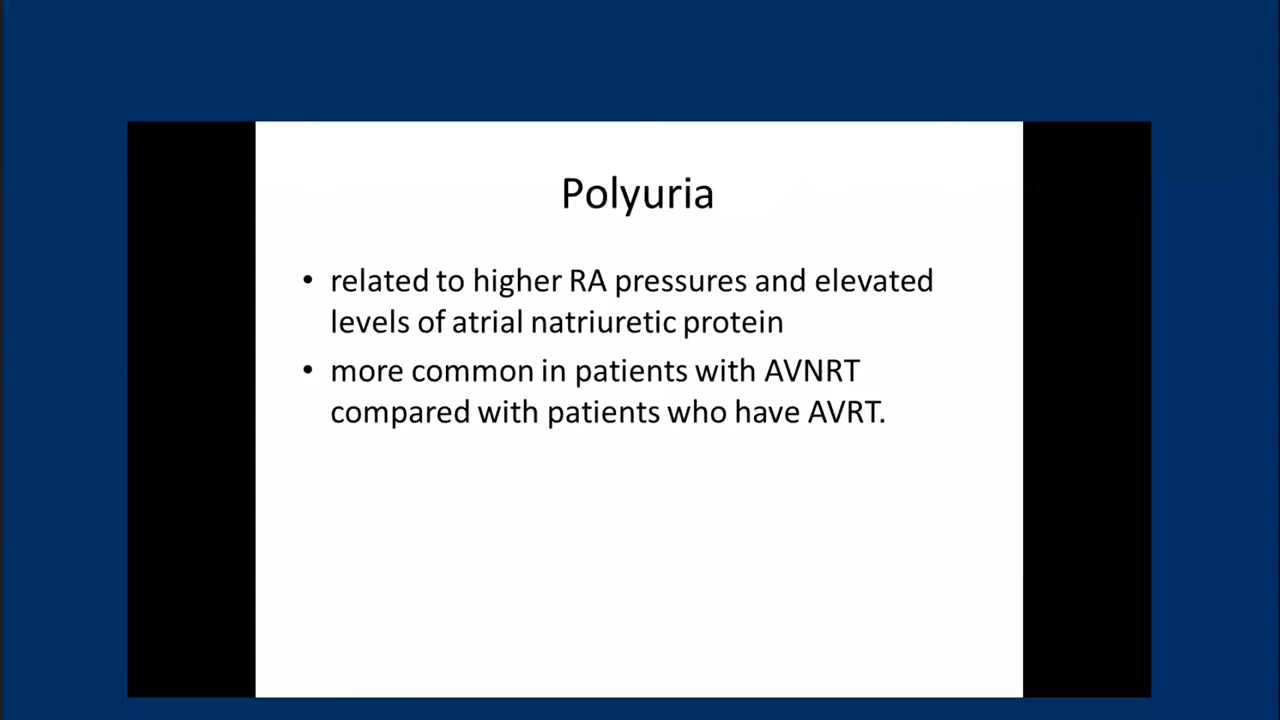 Polyuria
• related to higher RA pressures and elevated
levels of atrial natriuretic protein
• more common in patients with AVNRT
compared with patients who have AVRT.